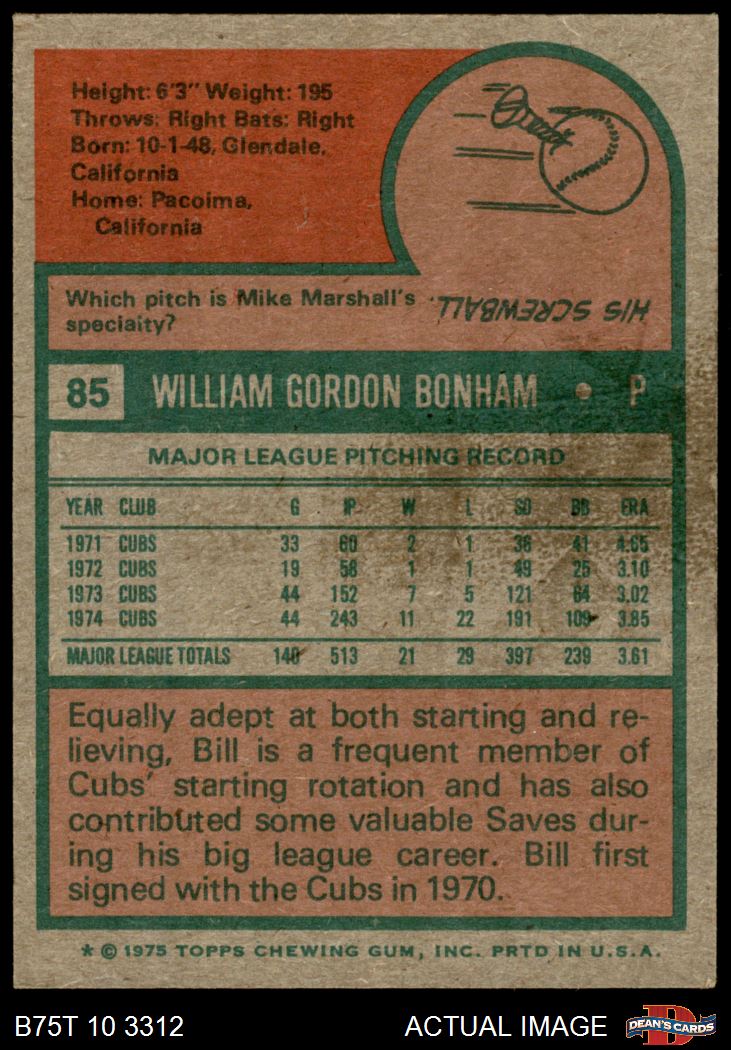 Height: 6'3" Weight: 195
Throws: Right Bats: Right
Born: 10-1-48, Glendale,
California
Home: Pacoima,
California
Which pitch is Mike Marshall's
specialty?
HIS SCREWBALL.
85 WILLIAM GORDON BONHAM • P
MAJOR LEAGUE PITCHING RECORD
YEAR CLUB G IP W L SO BB ERA
1971 CUBS 33 60 2 1 36 41 4.65
1972 CUBS 19 58 1 1 49 25 3.10
1973 CUBS 44 152 7 5 121 64 3.02
1974 CUBS 44 243 11 22 191 109 3.85
MAJOR LEAGUE TOTALS 140 513 21 29 397 239 3.61
Equally adept at both starting and re-
lieving, Bill is a frequent member of
Cubs' starting rotation and has also
contributed some valuable Saves dur-
ing his big league career. Bill first
signed with the Cubs in 1970.
* © 1975 TOPPS CHEWING GUM, INC. PRTD IN U.S.A.
B75T 10 3312 ACTUAL IMAGE DEAN'S CARDS